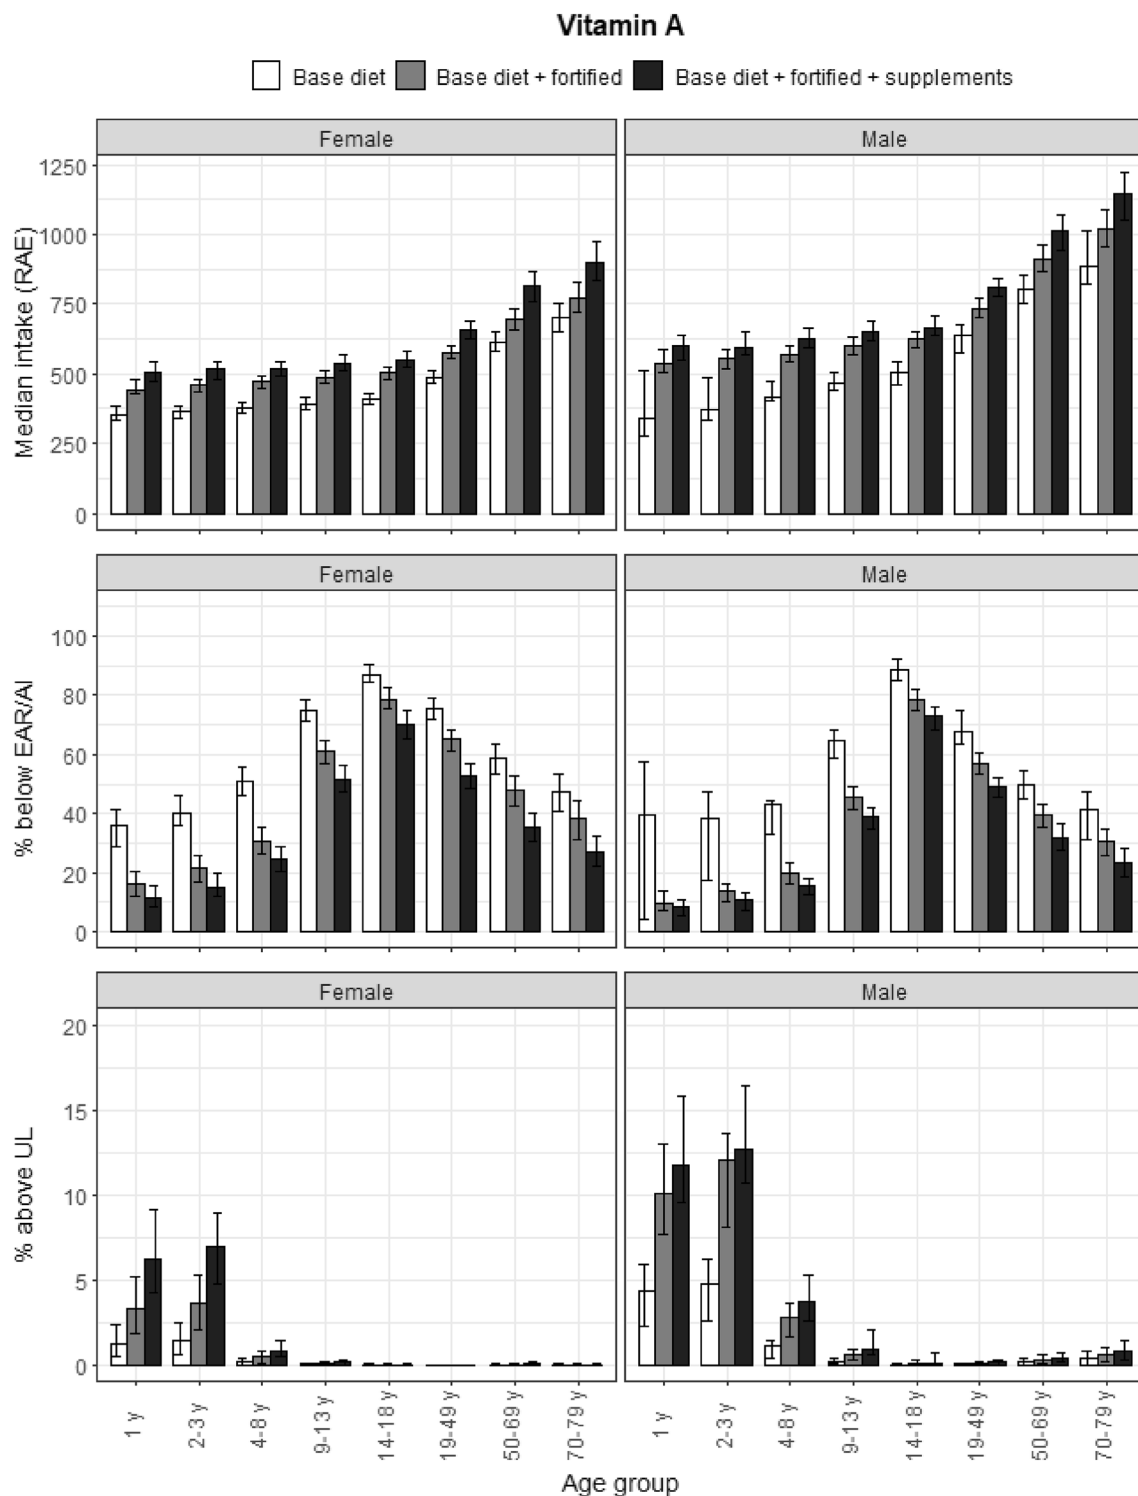 Vitamin A
Base diet Base diet + fortified Base diet + fortified + supplements
Female Male
Median intake (RAE)
1250
1000
750
500
250
0
Female Male
% below EAR/AI
100
80
60
40
20
0
Female Male
% above UL
20
15
10
5
0
1 y 2-3 y 4-8 y 9-13 y 14-18 y 19-49 y 50-69 y 70-79 y 1 y 2-3 y 4-8 y 9-13 y 14-18 y 19-49 y 50-69 y 70-79 y
Age group